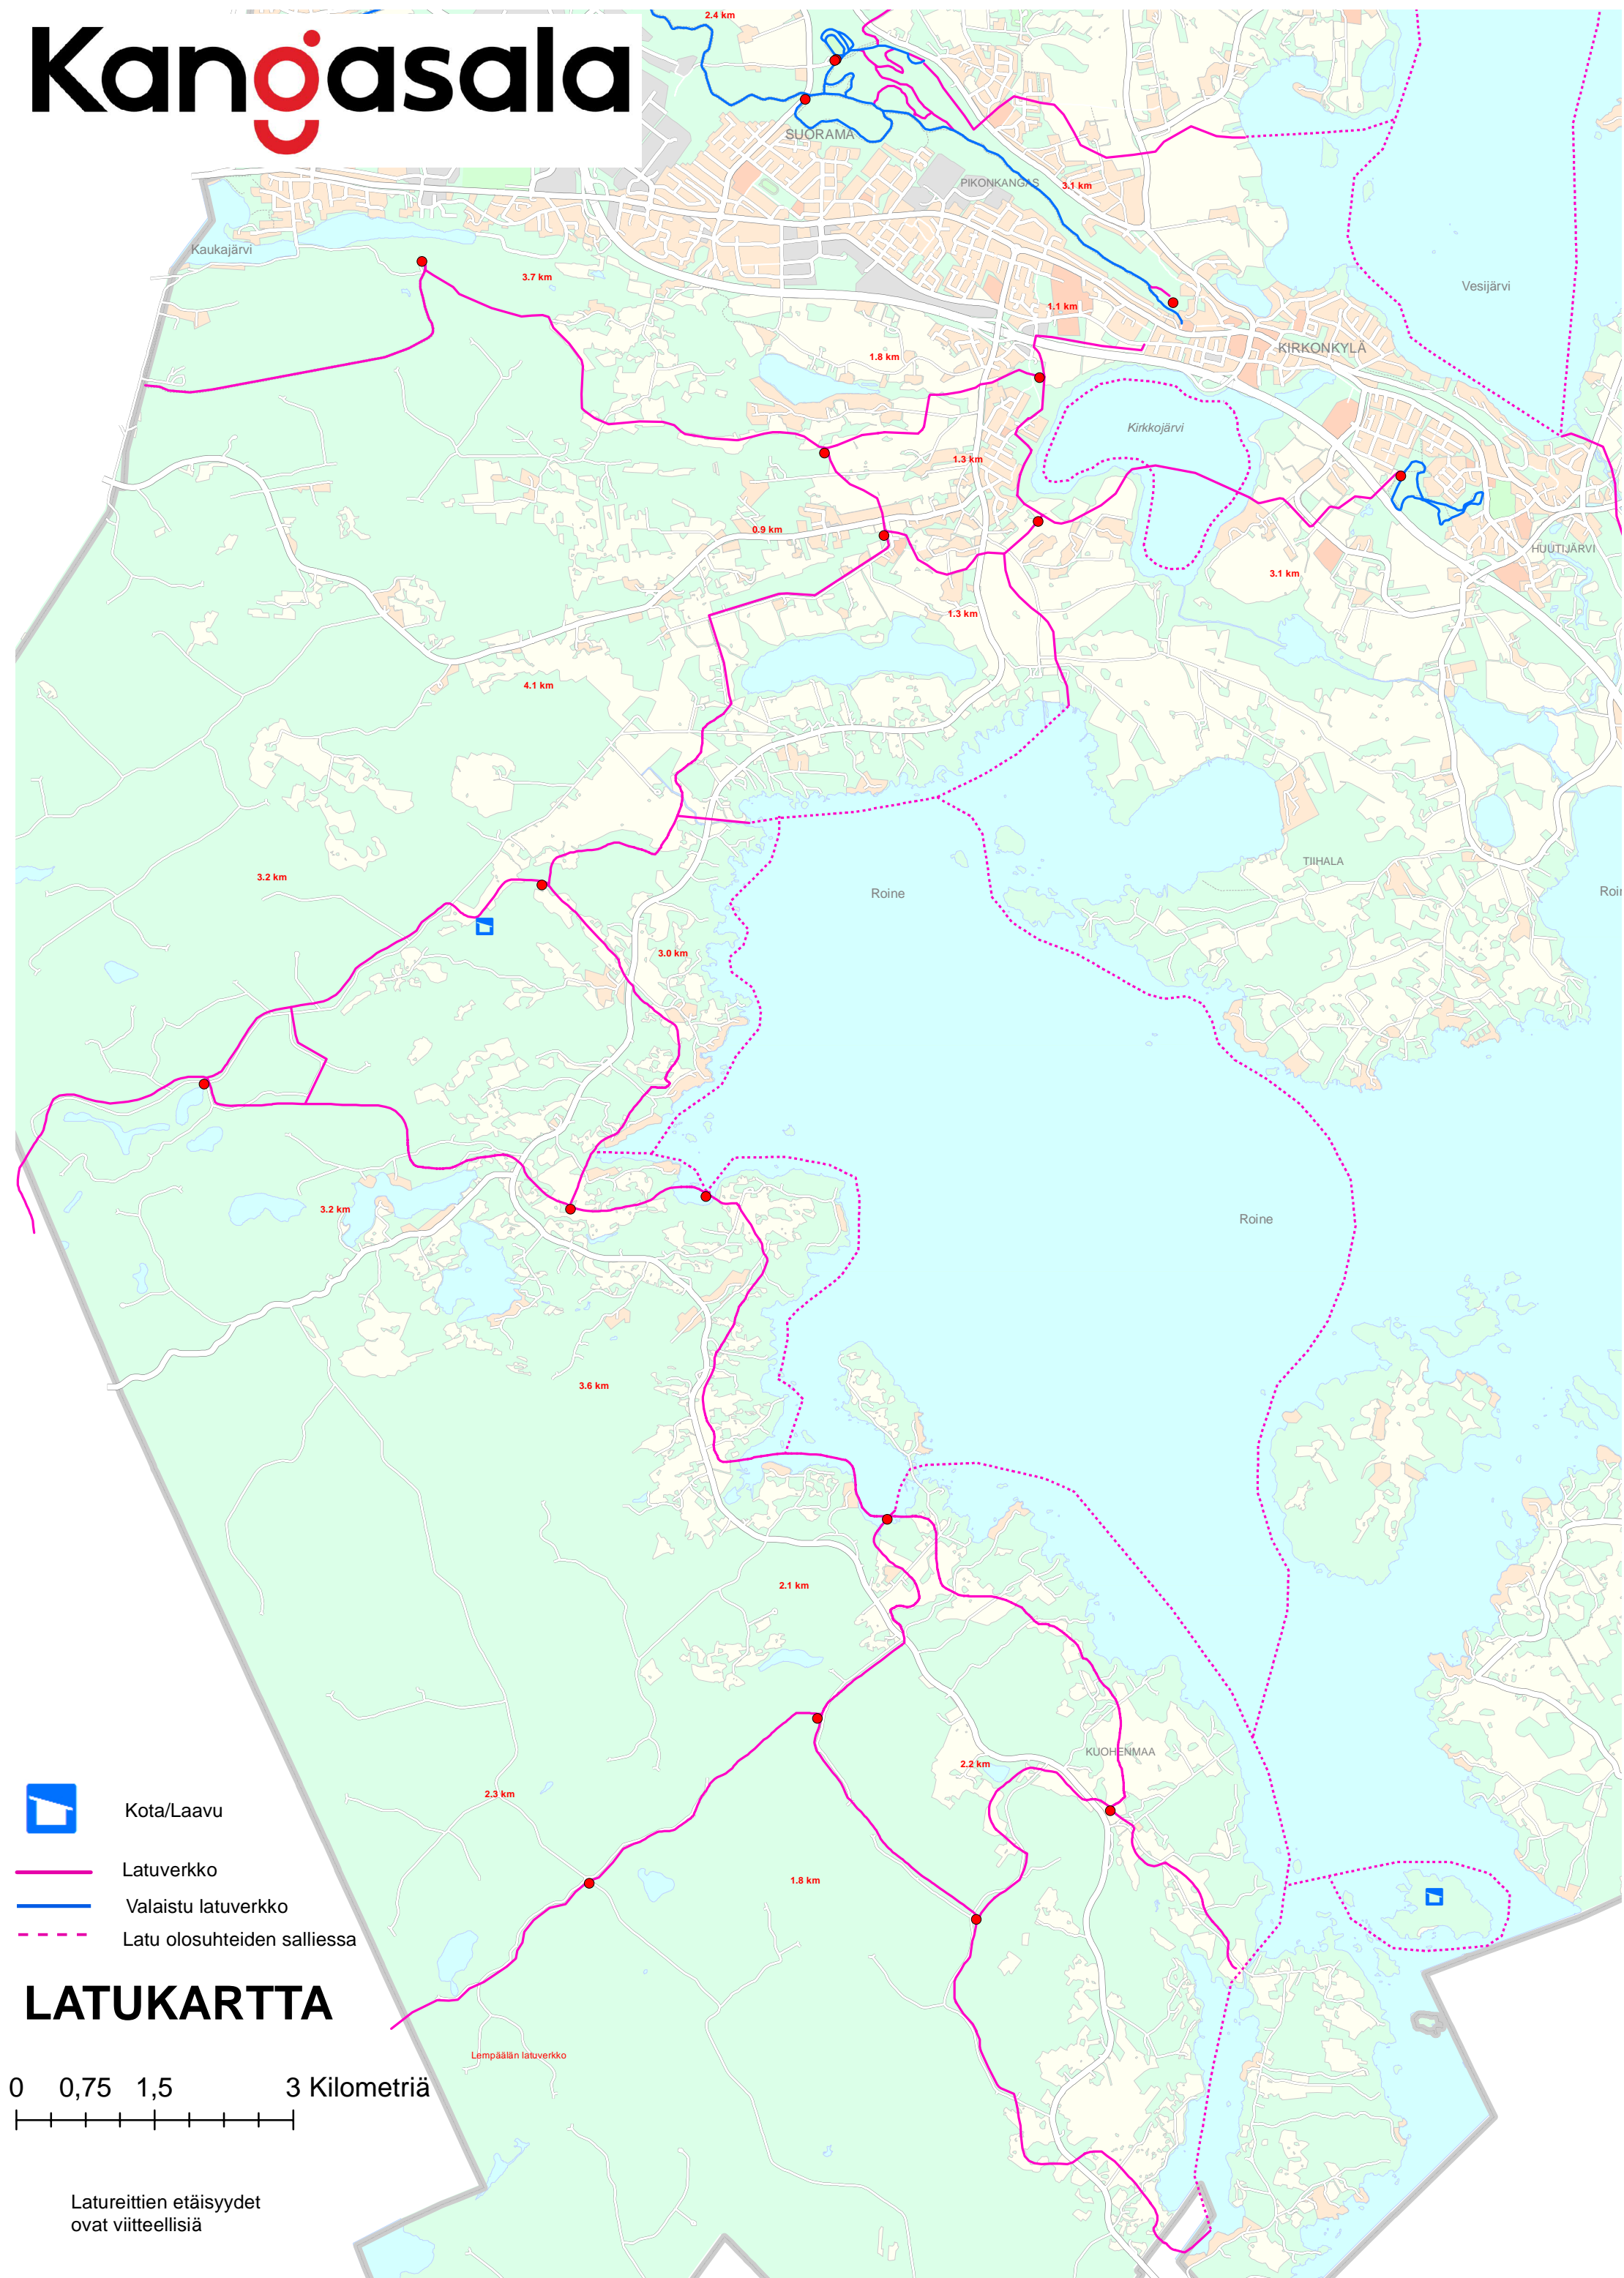 Kangasala
2.4 km
SUORAMA
PIKONKANGAS
3.1 km
Kaukajärvi
3.7 km
Vesijärvi
1.1 km
KIRKONKYLÄ
1.8 km
Kirkkojärvi
1.3 km
0.9 km
HUUTIJÄRVI
3.1 km
1.3 km
4.1 km
TIIHALA
3.2 km
Roine
Roin
3.0 km
3.2 km
Roine
3.6 km
2.1 km
KUOHENMAA
2.2 km
2.3 km
Kota/Laavu
Latuverkko
1.8 km
Valaistu latuverkko
Latu olosuhteiden salliessa
LATUKARTTA
Lempäälän latuverkko
0 0,75 1,5 3 Kilometriä
Latureittien etäisyydet
ovat viitteellisiä